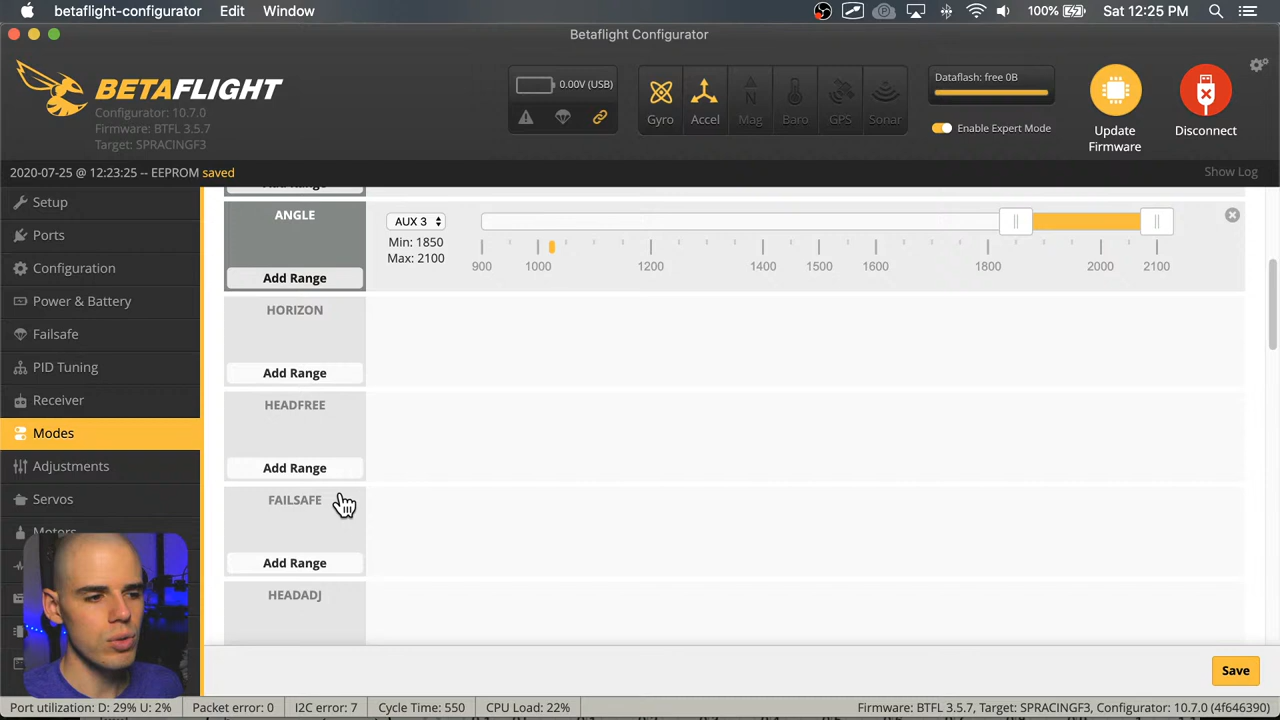 betaflight-configurator Edit Window 100% Sat 12:25 PM
Betaflight Configurator
BETAFLIGHT
Configurator: 10.7.0
Firmware: BTFL 3.5.7
Target: SPRACINGF3
0.00V (USB)
Gyro Accel Mag Baro GPS Sonar
Dataflash: free 0B
Enable Expert Mode
Update
Firmware
Disconnect
2020-07-25 @ 12:23:25 -- EEPROM saved
Show Log
Setup
Ports
Configuration
Power & Battery
Failsafe
PID Tuning
Receiver
Modes
Adjustments
Servos
Motors
Add Range
ANGLE
Add Range
AUX 3
Min: 1850
Max: 2100
900 1000 1200 1400 1500 1600 1800 2000 2100
HORIZON
Add Range
HEADFREE
Add Range
FAILSAFE
Add Range
HEADADJ
Save
Port utilization: D: 29% U: 2% Packet error: 0 I2C error: 7 Cycle Time: 550 CPU Load: 22% Firmware: BTFL 3.5.7, Target: SPRACINGF3, Configurator: 10.7.0 (4f646390)